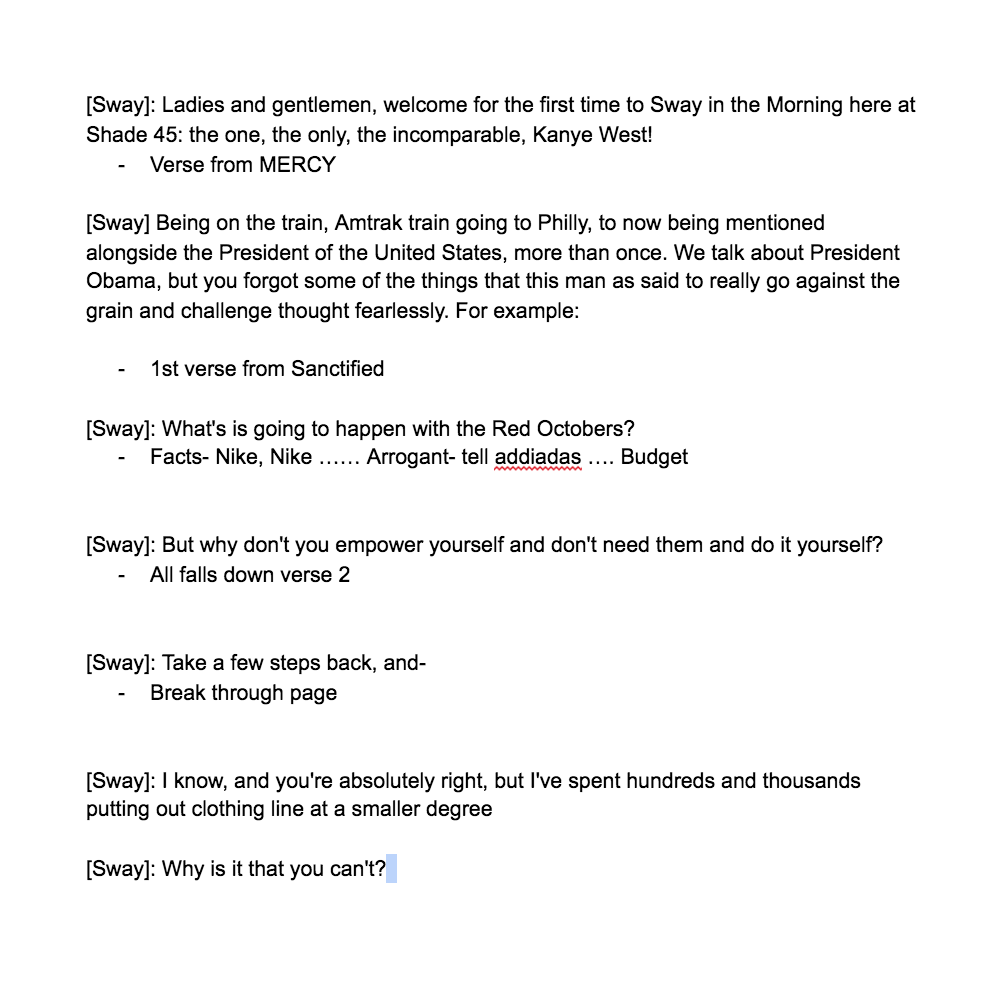 [Sway]: Ladies and gentlemen, welcome for the first time to Sway in the Morning here at
Shade 45: the one, the only, the incomparable, Kanye West!
- Verse from MERCY
[Sway] Being on the train, Amtrak train going to Philly, to now being mentioned
alongside the President of the United States, more than once. We talk about President
Obama, but you forgot some of the things that this man as said to really go against the
grain and challenge thought fearlessly. For example:
- 1st verse from Sanctified
[Sway]: What's is going to happen with the Red Octobers?
- Facts- Nike, Nike …… Arrogant- tell addiadas …. Budget
[Sway]: But why don't you empower yourself and don't need them and do it yourself?
- All falls down verse 2
[Sway]: Take a few steps back, and-
- Break through page
[Sway]: I know, and you're absolutely right, but I've spent hundreds and thousands
putting out clothing line at a smaller degree
[Sway]: Why is it that you can't?